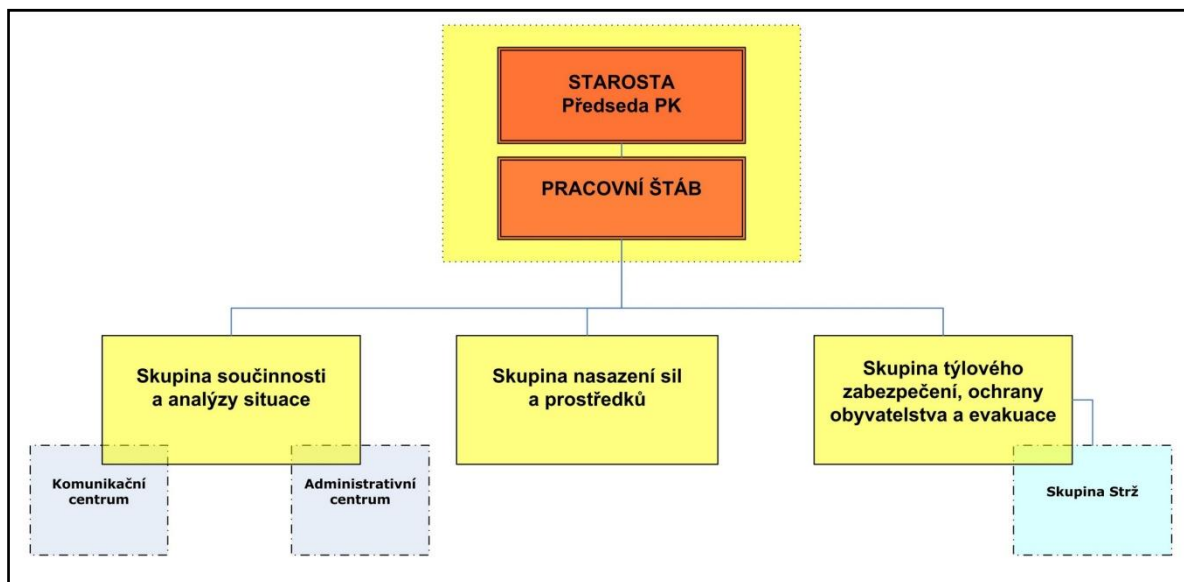 STAROSTA
Předseda PK
PRACOVNÍ ŠTÁB
Skupina součinnosti
a analýzy situace
Skupina nasazení sil
a prostředků
Skupina týlového
zabezpečení, ochrany
obyvatelstva a evakuace
Komunikační
centrum
Administrativní
centrum
Skupina Strž